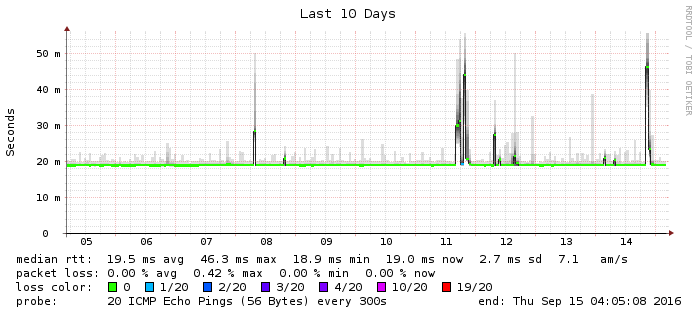 Last 10 Days
RRDTOOL / TOBI OETIKER
Seconds
50 m
40 m
30 m
20 m
10 m
0
05 06 07 08 09 10 11 12 13 14
median rtt: 19.5 ms avg 46.3 ms max 18.9 ms min 19.0 ms now 2.7 ms sd 7.1 am/s
packet loss: 0.00 % avg 0.42 % max 0.00 % min 0.00 % now
loss color: 0 1/20 2/20 3/20 4/20 10/20 19/20
probe: 20 ICMP Echo Pings (56 Bytes) every 300s end: Thu Sep 15 04:05:08 2016